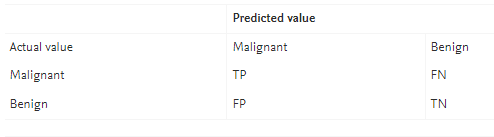 Predicted value
Actual value Malignant Benign
Malignant TP FN
Benign FP TN